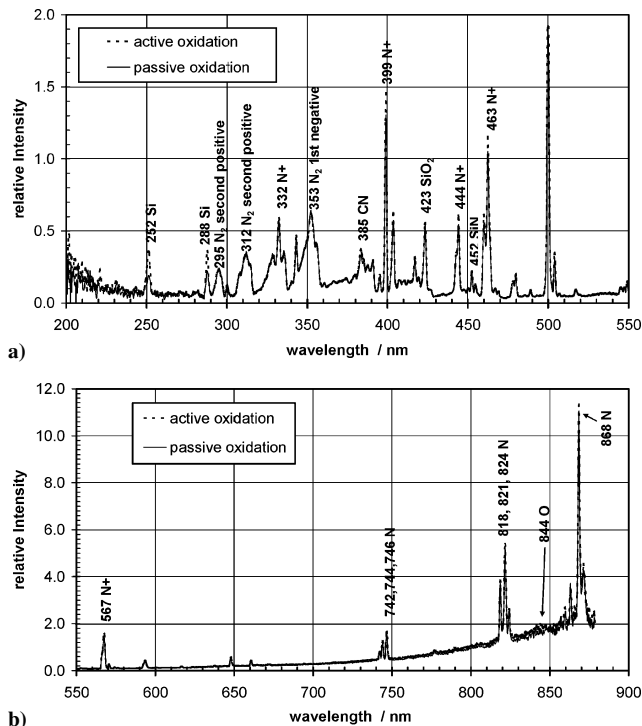 2.0
1.5
1.0
0.5
0.0
relative Intensity
active oxidation
passive oxidation
252 Si
288 Si
295 N2 second positive
312 N2 second positive
332 N+
353 N2 1st negative
385 CN
399 N+
423 SiO2
444 N+
452 SiN
463 N+
200 250 300 350 400 450 500 550
wavelength / nm
a)
12.0
10.0
8.0
6.0
4.0
2.0
0.0
relative Intensity
active oxidation
passive oxidation
567 N+
742,744,746 N
818, 821, 824 N
844 O
868 N
550 600 650 700 750 800 850 900
wavelength / nm
b)